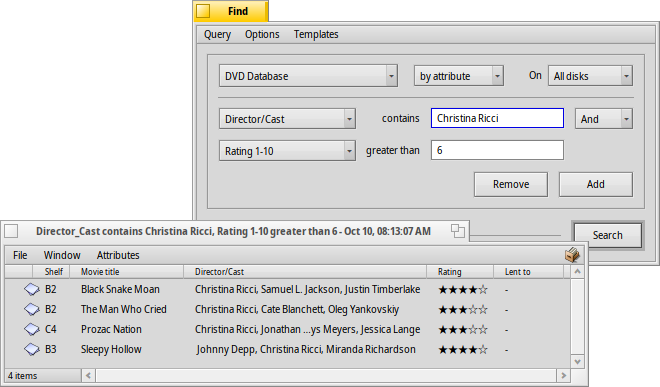 Find
Query Options Templates
DVD Database by attribute On All disks
Director/Cast contains Christina Ricci And
Rating 1-10 greater than 6
Remove Add
Search
Director_Cast contains Christina Ricci, Rating 1-10 greater than 6 - Oct 10, 08:13:07 AM
File Window Attributes
Shelf Movie title Director/Cast Rating Lent to
B2 Black Snake Moan Christina Ricci, Samuel L. Jackson, Justin Timberlake ★★★★☆ -
B2 The Man Who Cried Christina Ricci, Cate Blanchett, Oleg Yankovskiy ★★★☆☆ -
C4 Prozac Nation Christina Ricci, Jonathan ...ys Meyers, Jessica Lange ★★★☆☆ -
B3 Sleepy Hollow Johnny Depp, Christina Ricci, Miranda Richardson ★★★★☆ -
4 items